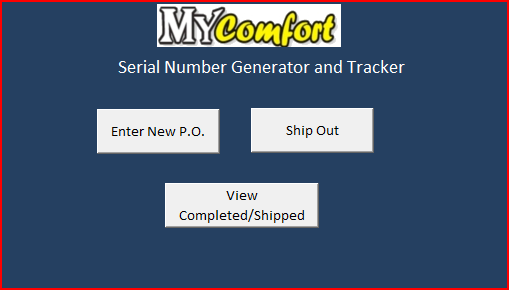 MYComfort
Serial Number Generator and Tracker
Enter New P.O.
Ship Out
View
Completed/Shipped